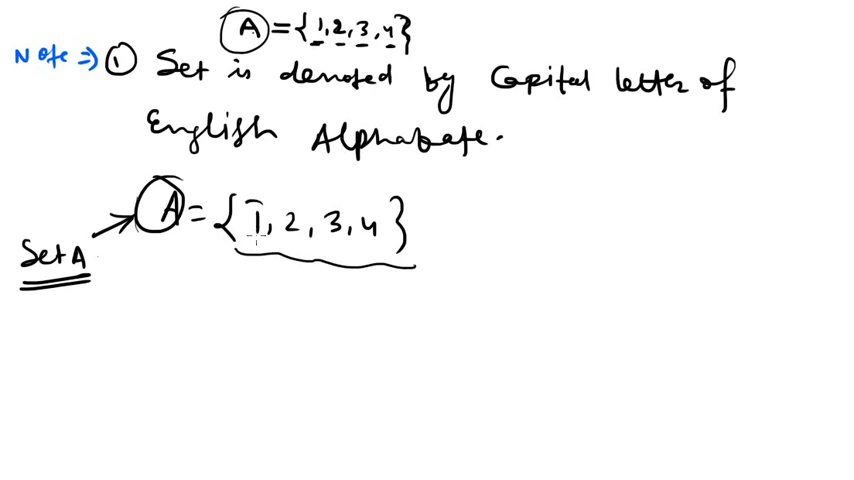 A = {1, 2, 3, 4}
Note ⇒ ① Set is denoted by Capital letter of
English Alphabate.
A = {1, 2, 3, 4}
Set A